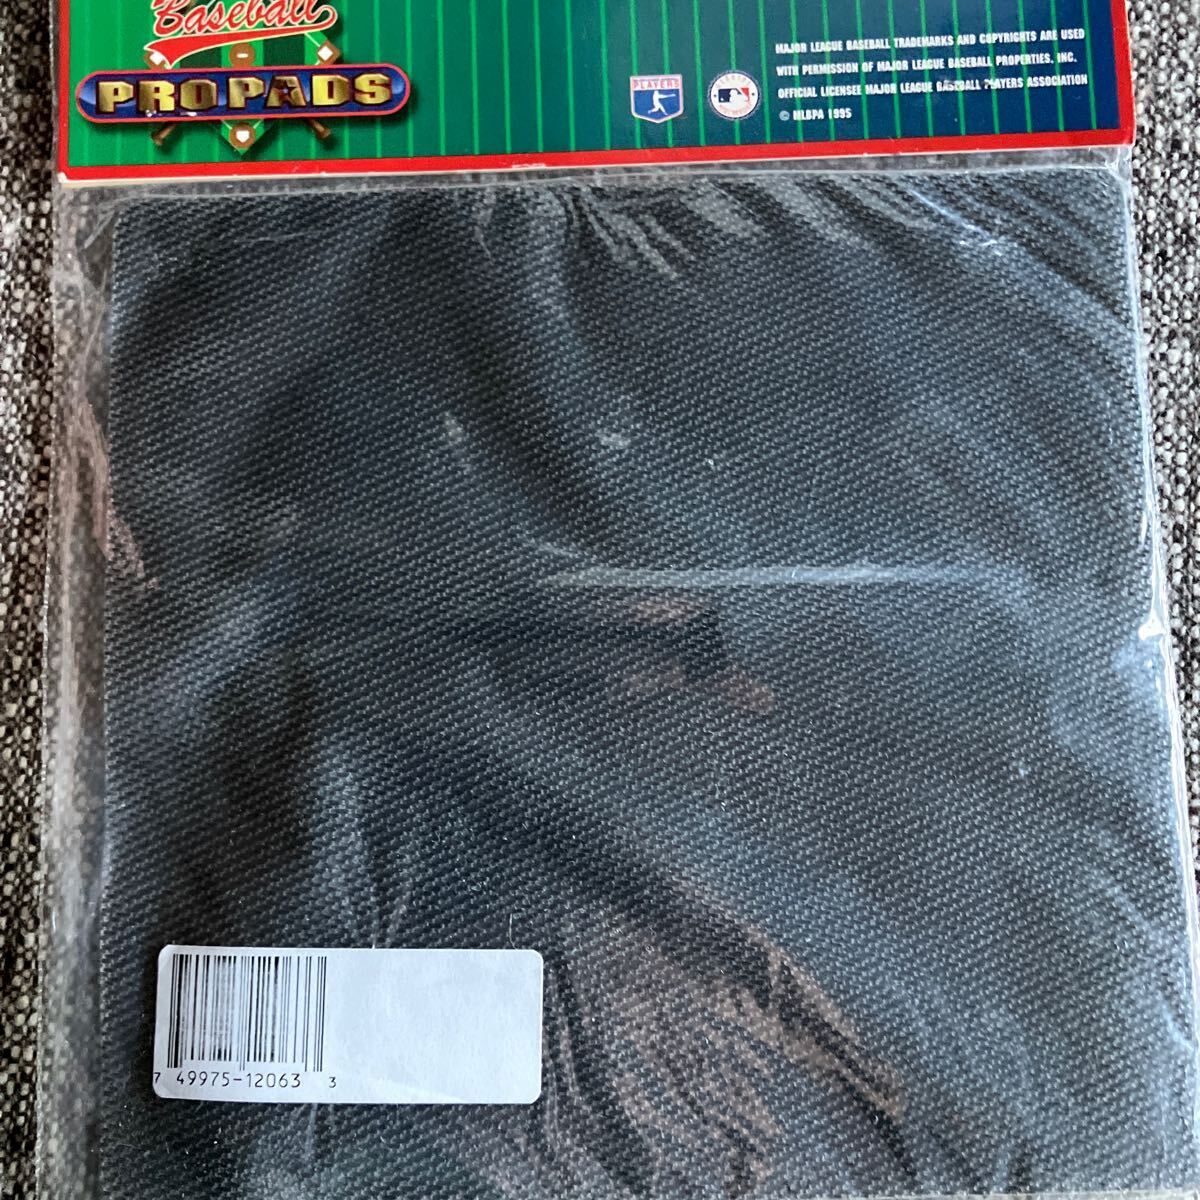 Baseball
PROPADS
PLAYERS
MAJOR LEAGUE BASEBALL TRADEMARKS AND COPYRIGHTS ARE USED
WITH PERMISSION OF MAJOR LEAGUE BASEBALL PROPERTIES, INC.
OFFICIAL LICENSEE MAJOR LEAGUE BASEBALL PLAYERS ASSOCIATION
© MLBPA 1995
7 49975-12063 3